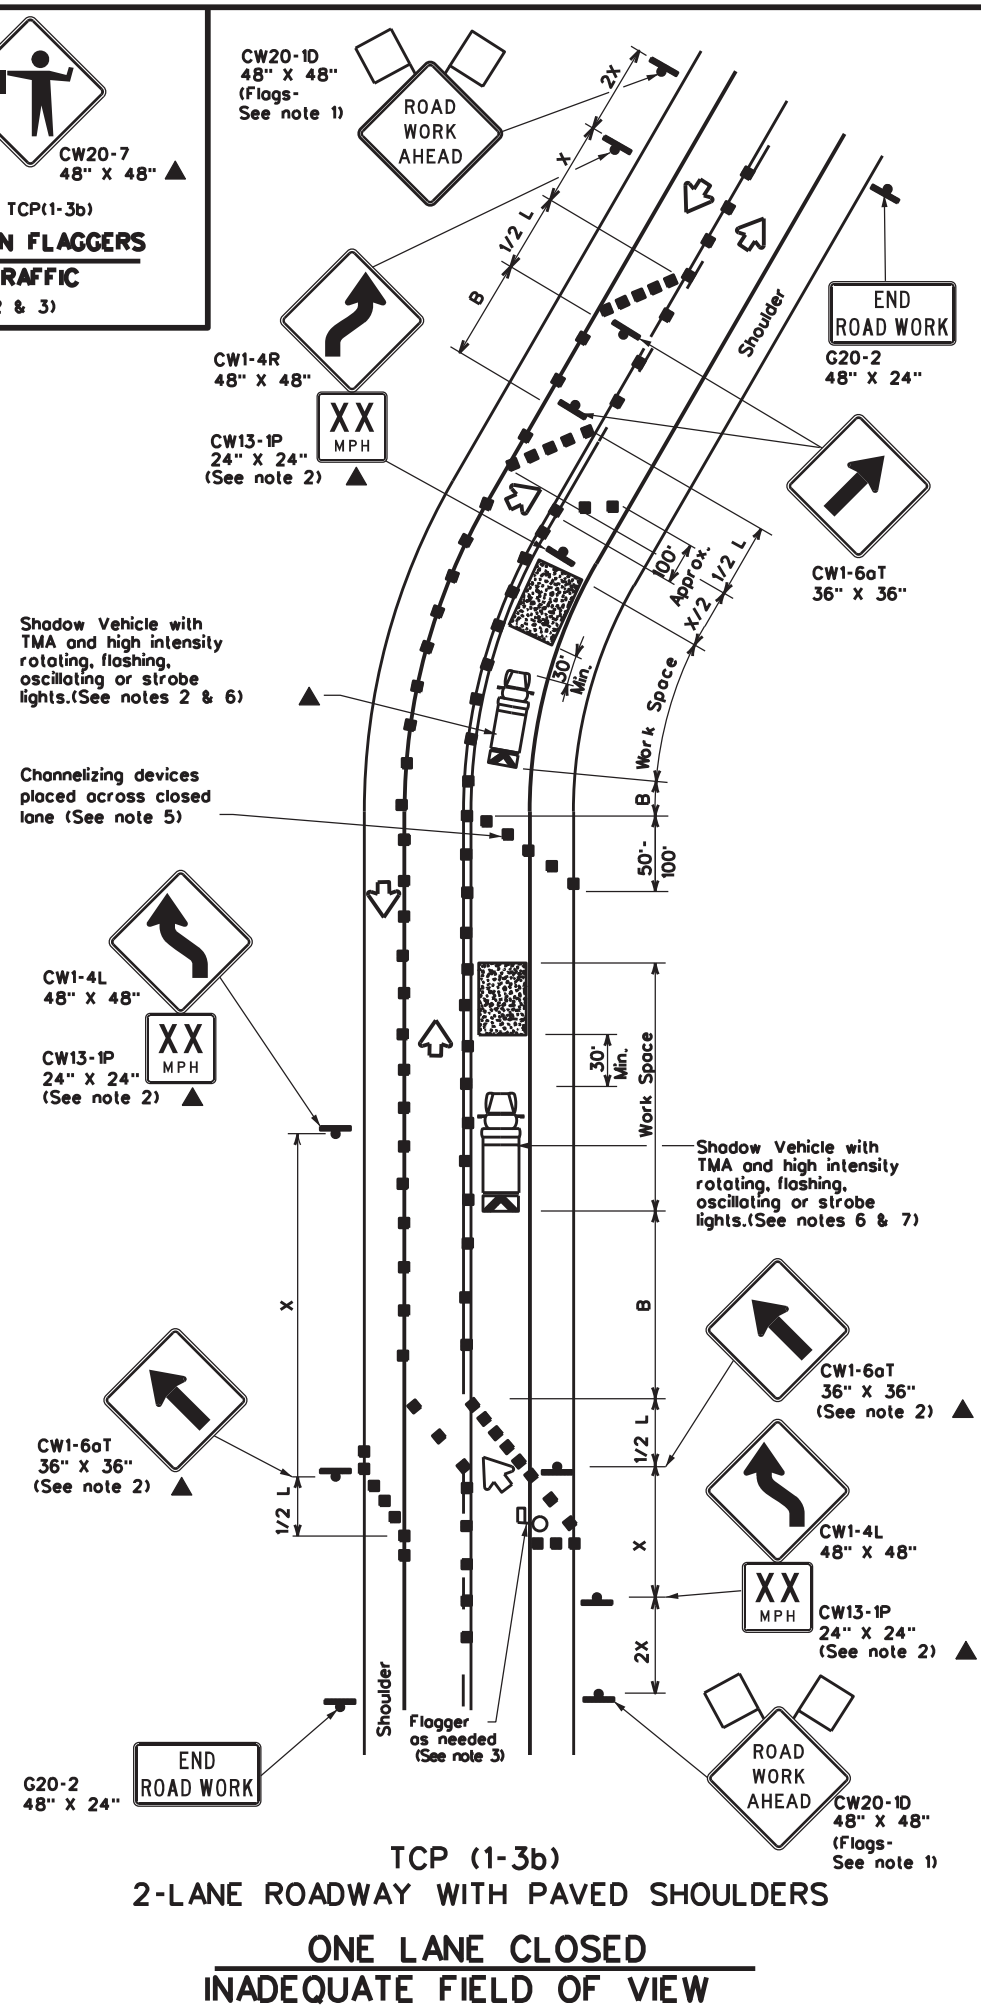 CW20-7
48" X 48"
TCP(1-3b)
N FLAGGERS
RAFFIC
& 3)
CW20-1D
48" X 48"
(Flags-
See note 1)
ROAD
WORK
AHEAD
2X
X
1/2 L
B
CW1-4R
48" X 48"
XX
MPH
CW13-1P
24" X 24"
(See note 2)
Shoulder
END
ROAD WORK
G20-2
48" X 24"
CW1-6aT
36" X 36"
100'
Approx.
1/2 L
X/2
Work Space
30'
Min.
B
50'-
100'
Shadow Vehicle with
TMA and high intensity
rotating, flashing,
oscillating or strobe
lights.(See notes 2 & 6)
Channelizing devices
placed across closed
lane (See note 5)
CW1-4L
48" X 48"
XX
MPH
CW13-1P
24" X 24"
(See note 2)
30'
Min.
Work Space
Shadow Vehicle with
TMA and high intensity
rotating, flashing,
oscillating or strobe
lights.(See notes 6 & 7)
X
B
CW1-6aT
36" X 36"
(See note 2)
1/2 L
CW1-6aT
36" X 36"
(See note 2)
1/2 L
X
CW1-4L
48" X 48"
XX
MPH
CW13-1P
24" X 24"
(See note 2)
2X
Shoulder
Flagger
as needed
(See note 3)
END
ROAD WORK
G20-2
48" X 24"
ROAD
WORK
AHEAD
CW20-1D
48" X 48"
(Flags-
See note 1)
TCP (1-3b)
2-LANE ROADWAY WITH PAVED SHOULDERS
ONE LANE CLOSED
INADEQUATE FIELD OF VIEW